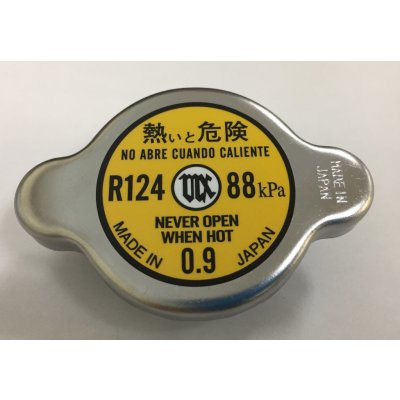 熱いと危険
NO ABRE CUANDO CALIENTE
R124 88kPa
NEVER OPEN
WHEN HOT
MADE IN JAPAN
0.9
MADE IN
JAPAN